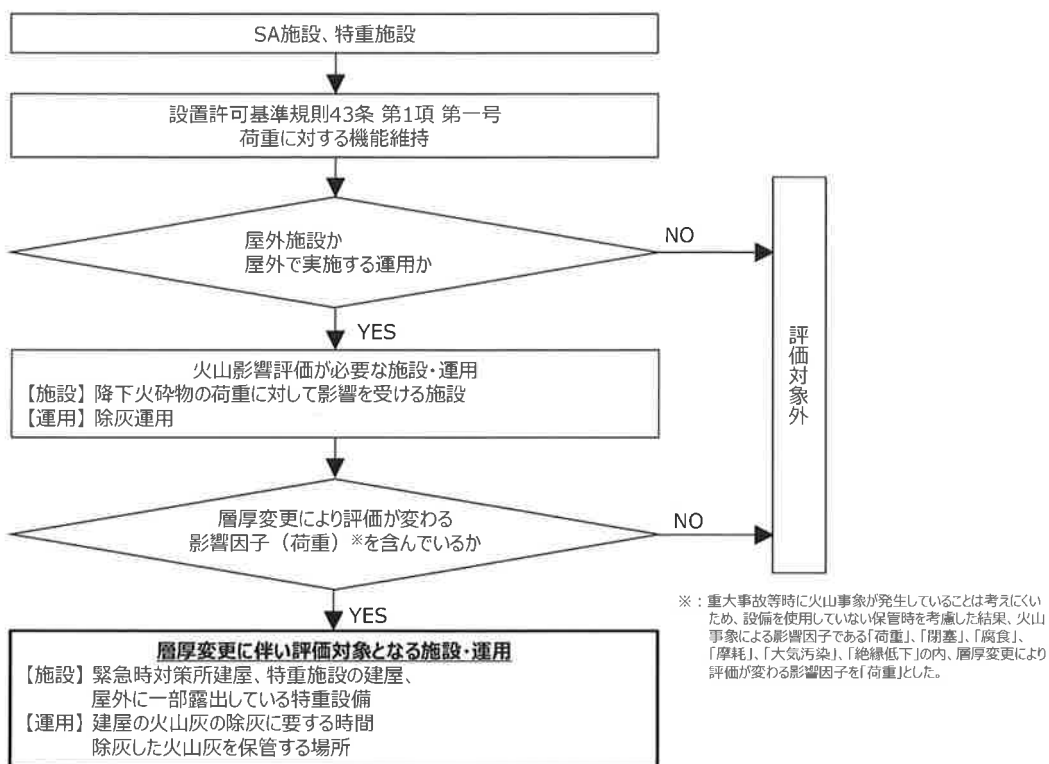 SA施設、特重施設
設置許可基準規則43条 第1項 第一号
荷重に対する機能維持
屋外施設か
屋外で実施する運用か
NO
YES
火山影響評価が必要な施設・運用
【施設】降下火砕物の荷重に対して影響を受ける施設
【運用】除灰運用
評価対象外
層厚変更により評価が変わる
影響因子（荷重）※を含んでいるか
NO
YES
層厚変更に伴い評価対象となる施設・運用
【施設】緊急時対策所建屋、特重施設の建屋、
屋外に一部露出している特重設備
【運用】建屋の火山灰の除灰に要する時間
除灰した火山灰を保管する場所
※：重大事故等時に火山事象が発生していることは考えにくい
ため、設備を使用していない保管時を考慮した結果、火山
事象による影響因子である「荷重」、「閉塞」、「腐食」、
「摩耗」、「大気汚染」、「絶縁低下」の内、層厚変更により
評価が変わる影響因子を「荷重」とした。